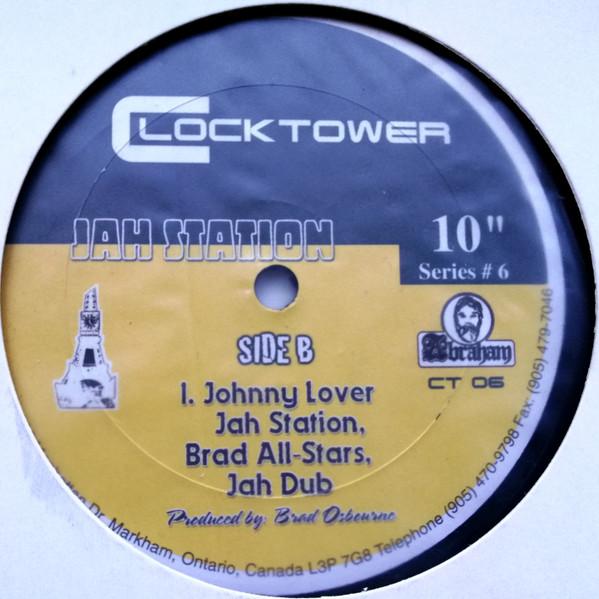 CLOCKTOWER
JAH STATION
10"
Series # 6
SIDE B
Abraham
CT 06
1. Johnny Lover
Jah Station,
Brad All-Stars,
Jah Dub
Produced by: Brad Osbourne
Dr. Markham, Ontario, Canada L3P 7G8 Telephone (905) 470-9798 Fax: (905) 479-7046